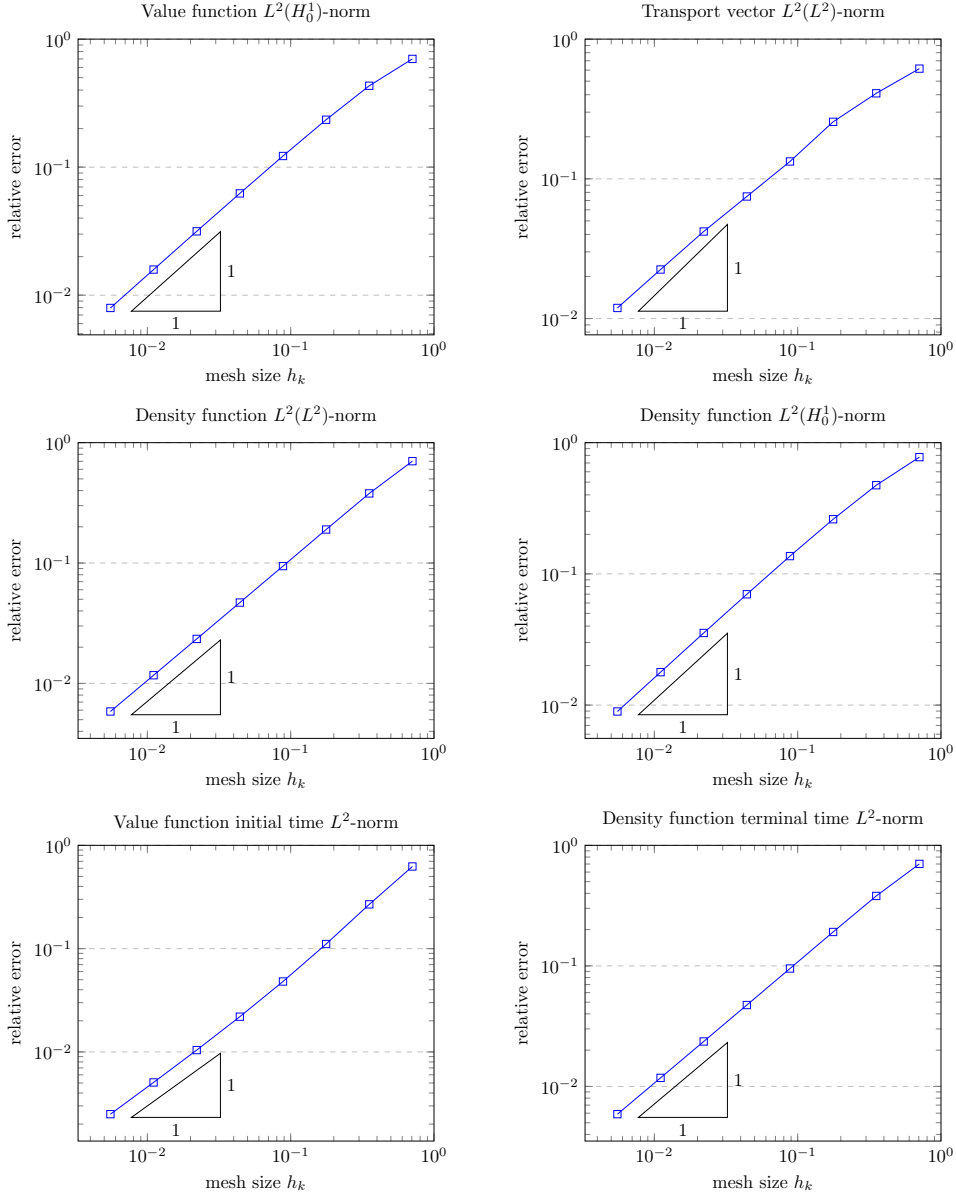 Value function $L^2(H_0^1)$-norm
10^0
10^{-1}
10^{-2}
relative error
1
1
10^{-2} 10^{-1} 10^0
mesh size $h_k$
Transport vector $L^2(L^2)$-norm
10^0
10^{-1}
10^{-2}
relative error
1
1
10^{-2} 10^{-1} 10^0
mesh size $h_k$
Density function $L^2(L^2)$-norm
10^0
10^{-1}
10^{-2}
relative error
1
1
10^{-2} 10^{-1} 10^0
mesh size $h_k$
Density function $L^2(H_0^1)$-norm
10^0
10^{-1}
10^{-2}
relative error
1
1
10^{-2} 10^{-1} 10^0
mesh size $h_k$
Value function initial time $L^2$-norm
10^0
10^{-1}
10^{-2}
relative error
1
1
10^{-2} 10^{-1} 10^0
mesh size $h_k$
Density function terminal time $L^2$-norm
10^0
10^{-1}
10^{-2}
relative error
1
1
10^{-2} 10^{-1} 10^0
mesh size $h_k$